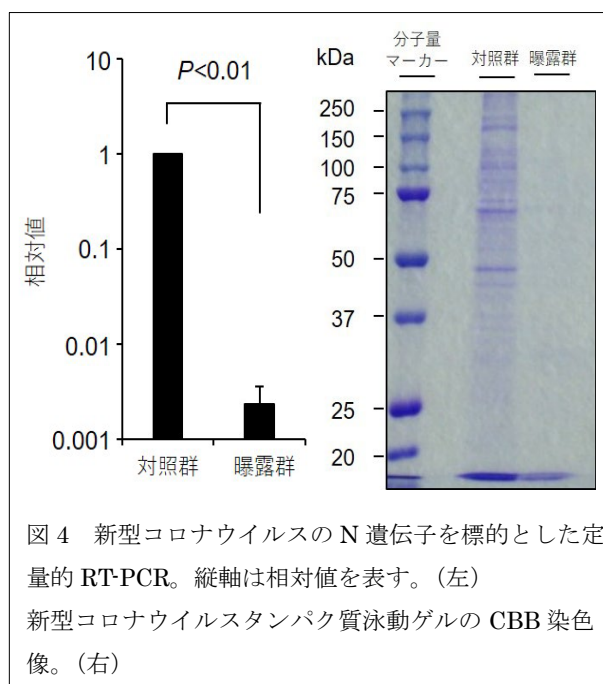 10
1
0.1
0.01
0.001
相対値
P<0.01
対照群
曝露群
kDa
分子量
マーカー
対照群
曝露群
250
150
100
75
50
37
25
20
図 4 新型コロナウイルスの N 遺伝子を標的とした定
量的 RT-PCR。縦軸は相対値を表す。（左）
新型コロナウイルスタンパク質泳動ゲルの CBB 染色
像。（右）